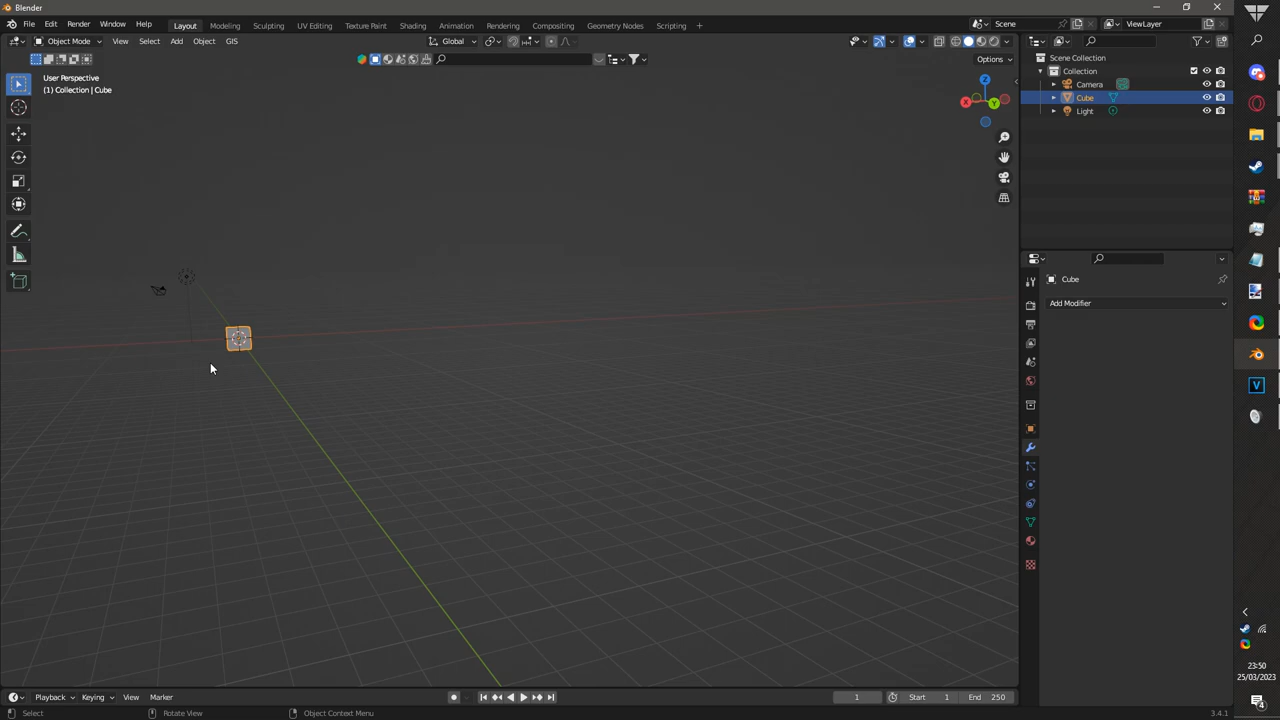 Blender
File Edit Render Window Help Layout Modeling Sculpting UV Editing Texture Paint Shading Animation Rendering Compositing Geometry Nodes Scripting + Scene ViewLayer
Object Mode View Select Add Object GIS Global
Options
User Perspective
(1) Collection | Cube
Z
X
Y
Scene Collection
Collection
Camera
Cube
Light
Cube
Add Modifier
Playback Keying View Marker 1 Start 1 End 250
Select Rotate View Object Context Menu 3.4.1
V
23:50
25/03/2023
4